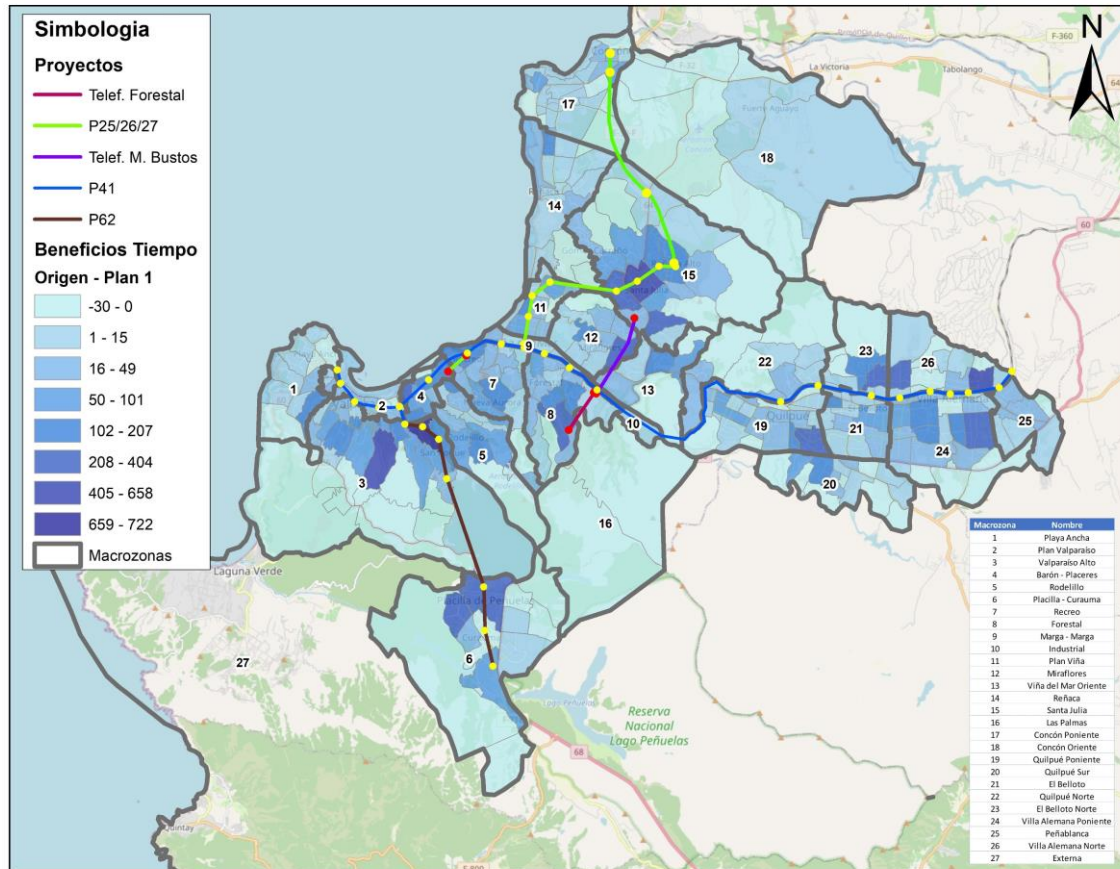 Simbologia
Proyectos
Telef. Forestal
P25/26/27
Telef. M. Bustos
P41
P62
Beneficios Tiempo
Origen - Plan 1
-30 - 0
1 - 15
16 - 49
50 - 101
102 - 207
208 - 404
405 - 658
659 - 722
Macrozonas
N
F-360
La Victoria
Tabolango
64
17
18
60
14
15
11
12
9
22
23
26
1
4
7
13
2
8
19
Quilpué
21
25
10
24
5
3
20
16
Laguna Verde
Placilla de Peñuelas
6
27
Lago Peñuelas
Reserva
Nacional
Lago Peñuelas
68
Quintay
F-800
Macrozona Nombre
1 Playa Ancha
2 Plan Valparaíso
3 Valparaíso Alto
4 Barón - Placeres
5 Rodelillo
6 Placilla - Curauma
7 Recreo
8 Forestal
9 Marga - Marga
10 Industrial
11 Plan Viña
12 Miraflores
13 Viña del Mar Oriente
14 Reñaca
15 Santa Julia
16 Las Palmas
17 Concón Poniente
18 Concón Oriente
19 Quilpué Poniente
20 Quilpué Sur
21 El Belloto
22 Quilpué Norte
23 El Belloto Norte
24 Villa Alemana Poniente
25 Peñablanca
26 Villa Alemana Norte
27 Externa